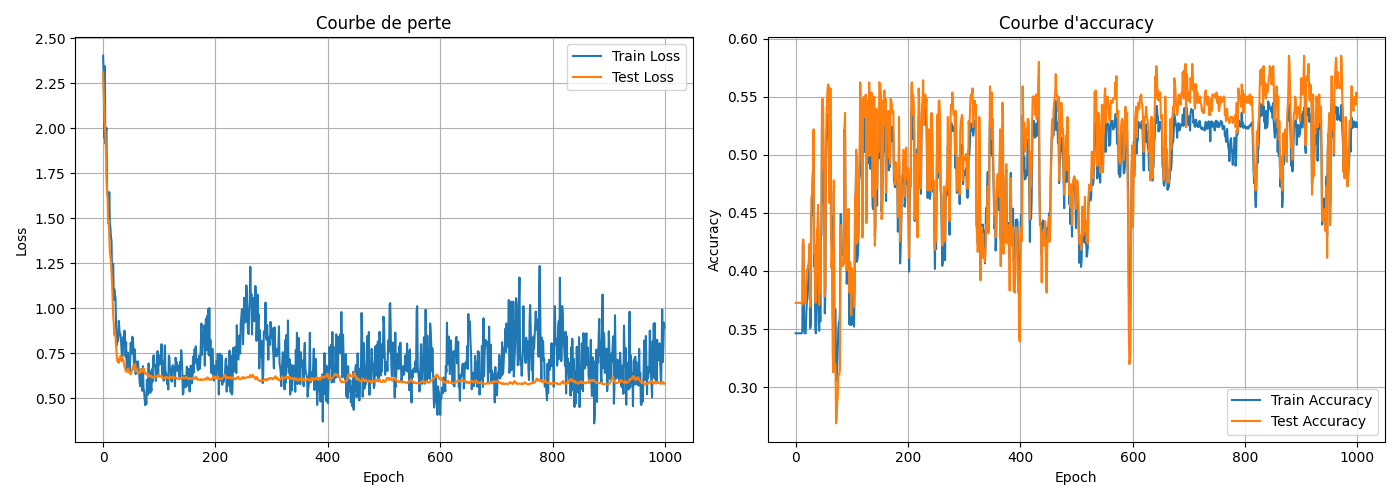 Courbe de perte
2.50
2.25
2.00
1.75
1.50
1.25
1.00
0.75
0.50
Loss
0 200 400 600 800 1000
Epoch
Train Loss
Test Loss
Courbe d'accuracy
0.60
0.55
0.50
0.45
0.40
0.35
0.30
Accuracy
0 200 400 600 800 1000
Epoch
Train Accuracy
Test Accuracy